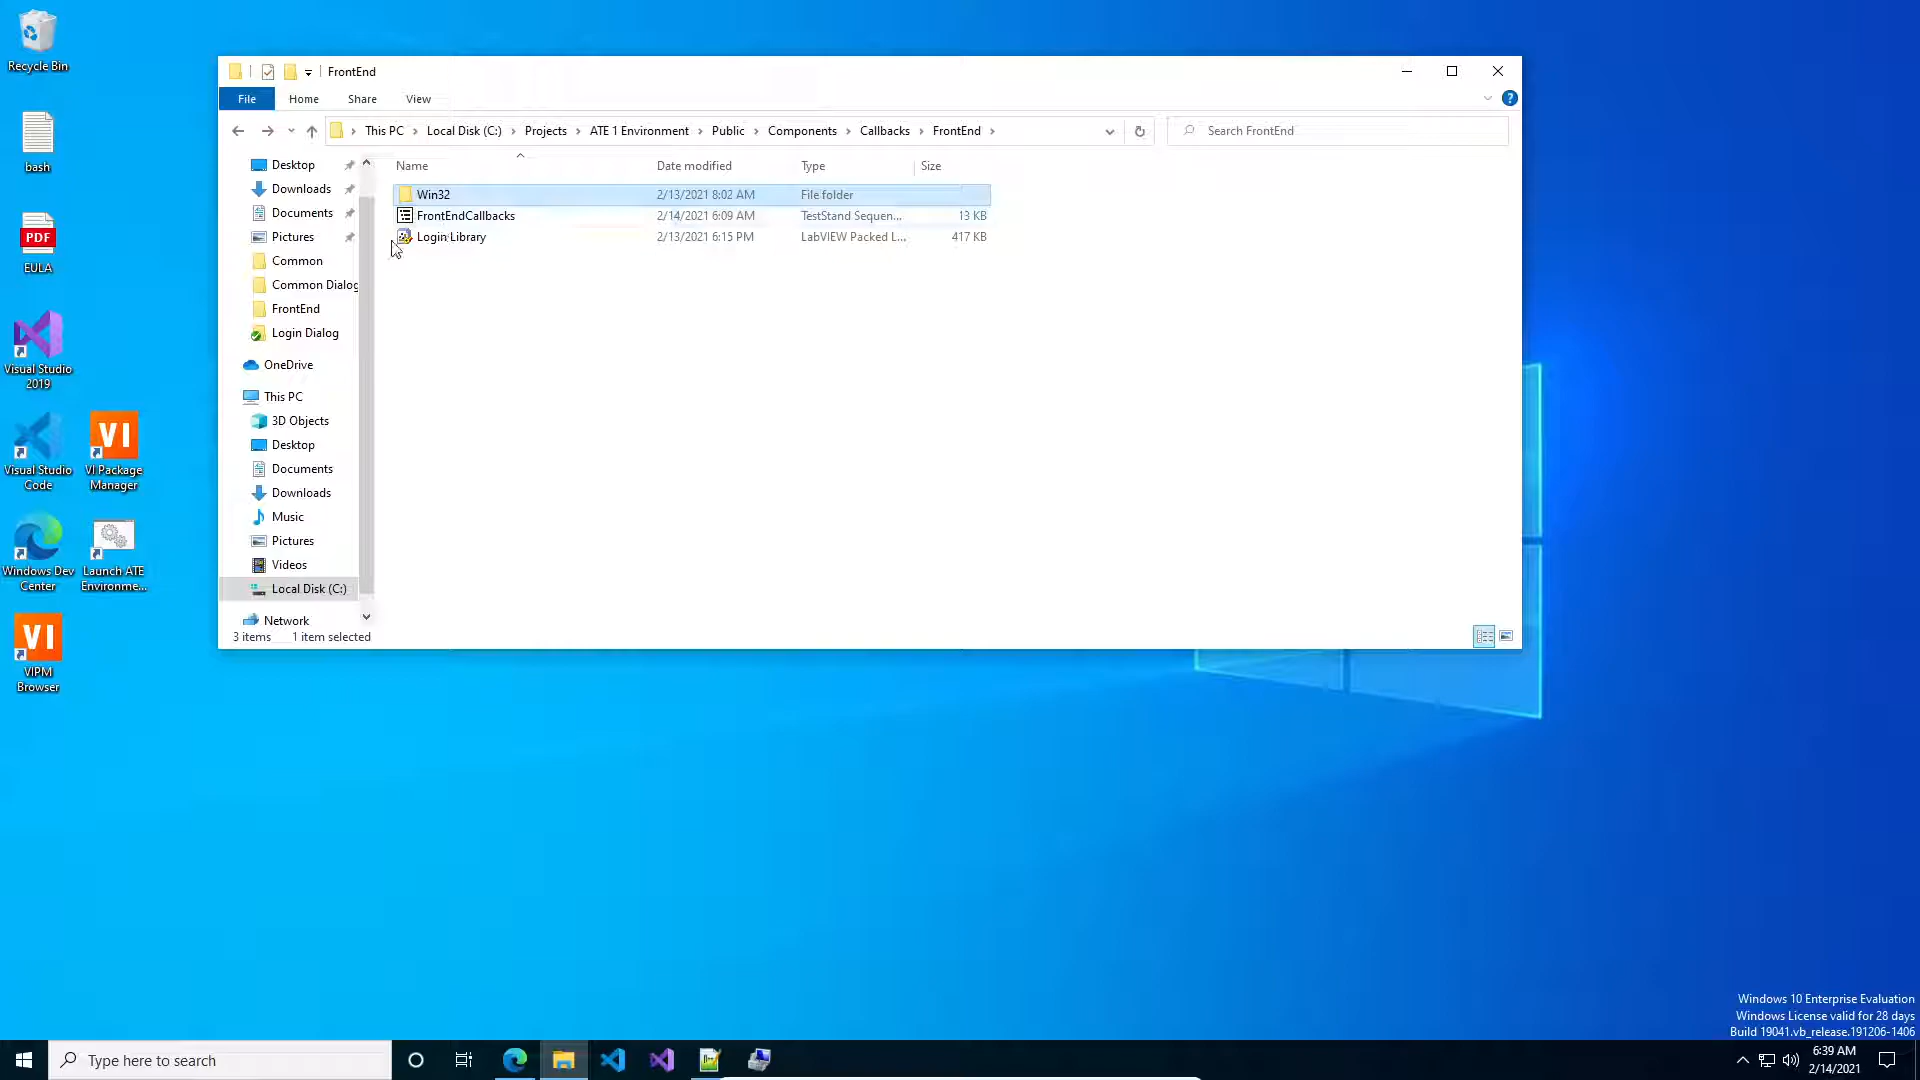 Recycle Bin
bash
PDF
EULA
Visual Studio
2019
Visual Studio
Code
VI
VI Package
Manager
Windows Dev
Center
Launch ATE
Environme...
VI
VIPM
Browser
FrontEnd
File
Home
Share
View
This PC
Local Disk (C:)
Projects
ATE 1 Environment
Public
Components
Callbacks
FrontEnd
Search FrontEnd
Desktop
Downloads
Documents
Pictures
Common
Common Dialog
FrontEnd
Login Dialog
OneDrive
This PC
3D Objects
Desktop
Documents
Downloads
Music
Pictures
Videos
Local Disk (C:)
Network
Name Date modified Type Size
Win32 2/13/2021 8:02 AM File folder
FrontEndCallbacks 2/14/2021 6:09 AM TestStand Sequen... 13 KB
Login Library 2/13/2021 6:15 PM LabVIEW Packed L... 417 KB
3 items 1 item selected
Windows 10 Enterprise Evaluation
Windows License valid for 28 days
Build 19041.vb_release.191206-1406
Type here to search
6:39 AM
2/14/2021